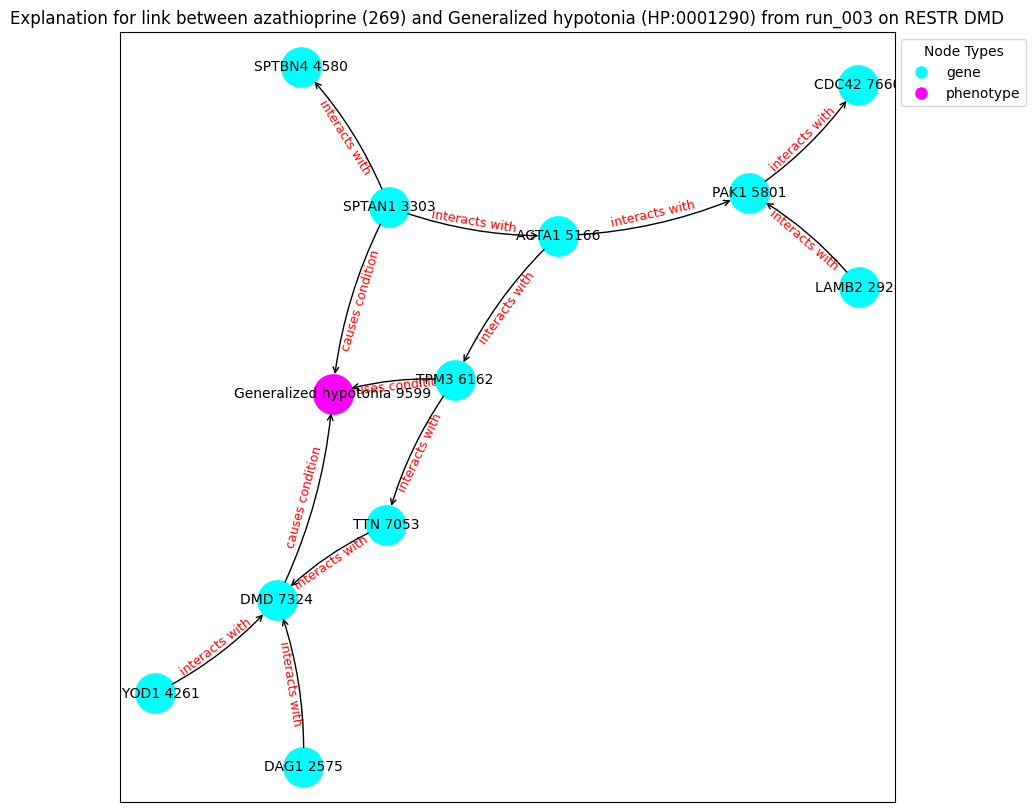 Explanation for link between azathioprine (269) and Generalized hypotonia (HP:0001290) from run_003 on RESTR DMD
Node Types
gene
phenotype
SPTBN4 4580
CDC42 7660
interacts with
interacts with
PAK1 5801
SPTAN1 3303
interacts with
interacts with
ACTA1 5166
interacts with
LAMB2 292
causes condition
interacts with
TPM3 6162
causes condition
Generalized hypotonia 9599
interacts with
causes condition
TTN 7053
interacts with
DMD 7324
interacts with
interacts with
YOD1 4261
DAG1 2575